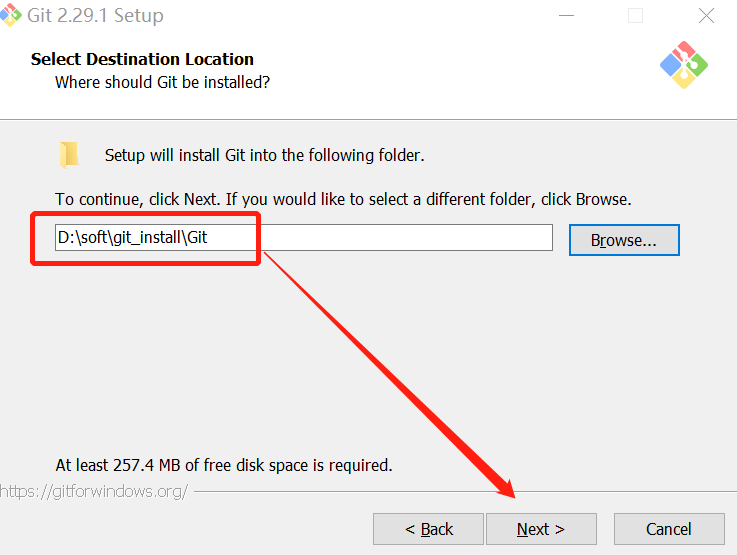 Git 2.29.1 Setup
Select Destination Location
Where should Git be installed?
Setup will install Git into the following folder.
To continue, click Next. If you would like to select a different folder, click Browse.
D:\soft\git_install\Git
Browse...
At least 257.4 MB of free disk space is required.
https://gitforwindows.org/
< Back
Next >
Cancel